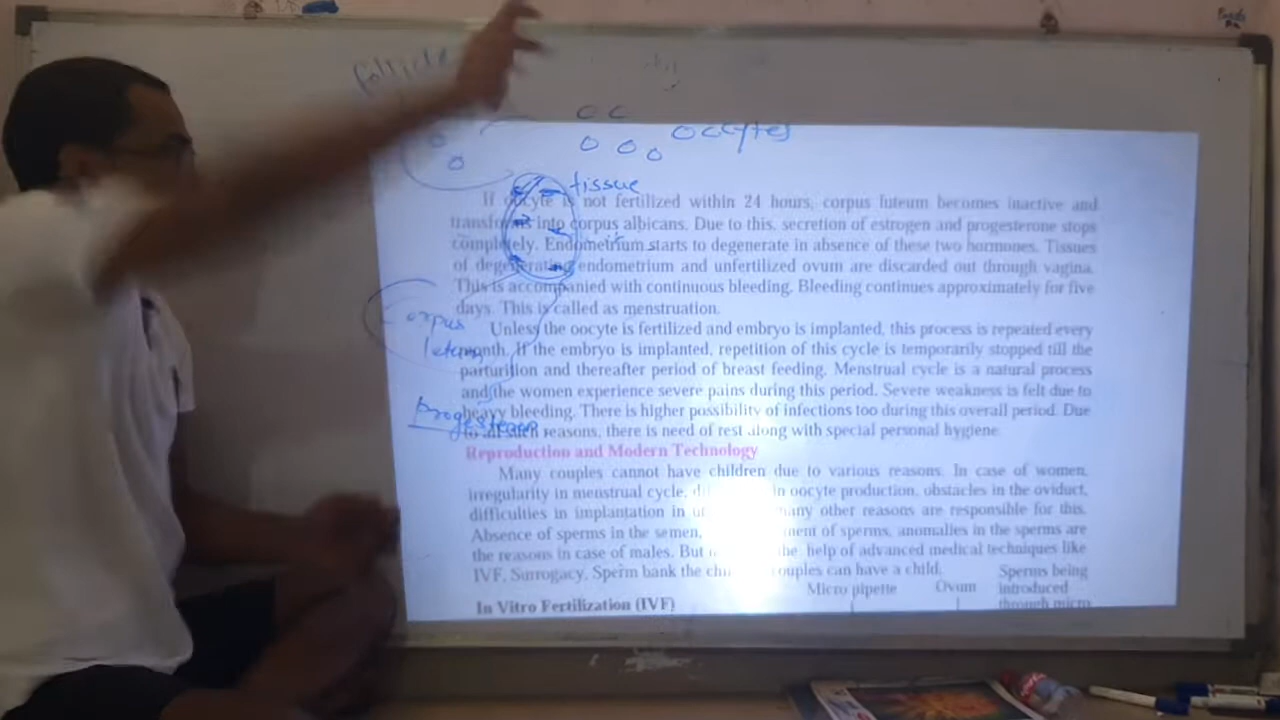 follicle
oocytes
tissue
If oocyte is not fertilized within 24 hours, corpus luteum becomes inactive and
transforms into corpus albicans. Due to this, secretion of estrogen and progesterone stops
completely. Endometrium starts to degenerate in absence of these two hormones. Tissues
of degenerating endometrium and unfertilized ovum are discarded out through vagina.
This is accompanied with continuous bleeding. Bleeding continues approximately for five
days. This is called as menstruation.
Corpus
Unless the oocyte is fertilized and embryo is implanted, this process is repeated every
month. If the embryo is implanted, repetition of this cycle is temporarily stopped till the
parturition and thereafter period of breast feeding. Menstrual cycle is a natural process
and the women experience severe pains during this period. Severe weakness is felt due to
heavy bleeding. There is higher possibility of infections too during this overall period. Due
to all such reasons, there is need of rest along with special personal hygiene.
Reproduction and Modern Technology
Many couples cannot have children due to various reasons. In case of women,
irregularity in menstrual cycle, in oocyte production, obstacles in the oviduct,
difficulties in implantation in many other reasons are responsible for this.
Absence of sperms in the semen, of sperms, anomalies in the sperms are
the reasons in case of males. But the help of advanced medical techniques like
IVF, Surrogacy, Sperm bank the couples can have a child.
Micro pipette
Ovum
Sperms being
introduced
through micro
In Vitro Fertilization (IVF)